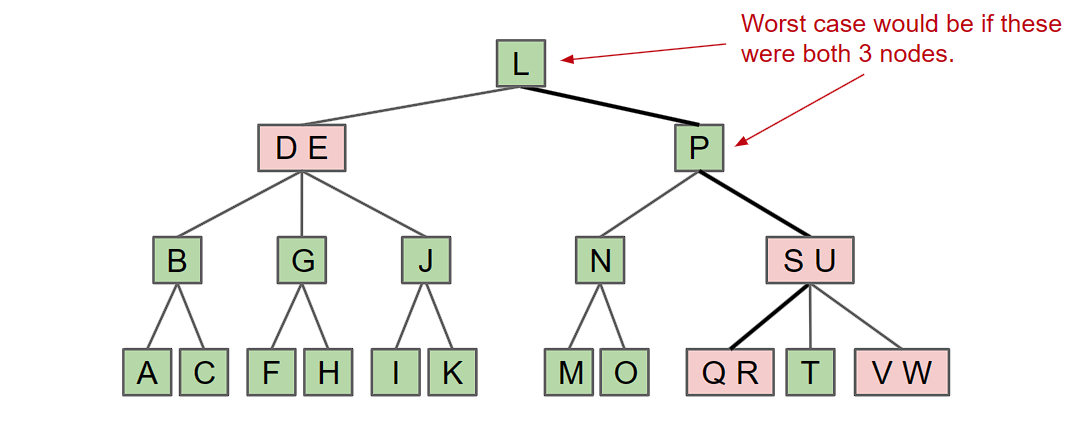 Worst case would be if these
were both 3 nodes.
L
D E
P
B
G
J
N
S U
A
C
F
H
I
K
M
O
Q R
T
V W